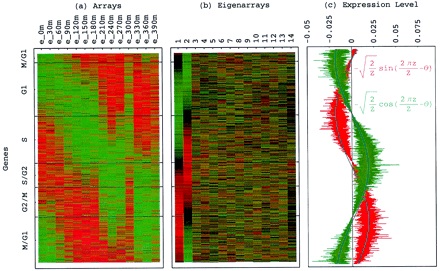 (a) Arrays
(b) Eigenarrays
(c) Expression Level
e_0m
e_30m
e_60m
e_90m
e_120m
e_150m
e_180m
e_210m
e_240m
e_270m
e_300m
e_330m
e_360m
e_390m
1
2
3
4
5
6
7
8
9
10
11
12
13
14
-0.05
-0.025
0
0.025
0.05
Genes
M/G1
G1
S
S/G2
G2/M
M/G1
-√2/Z sin(2πz/Z -θ)
-√2/Z cos(2πz/Z -θ)